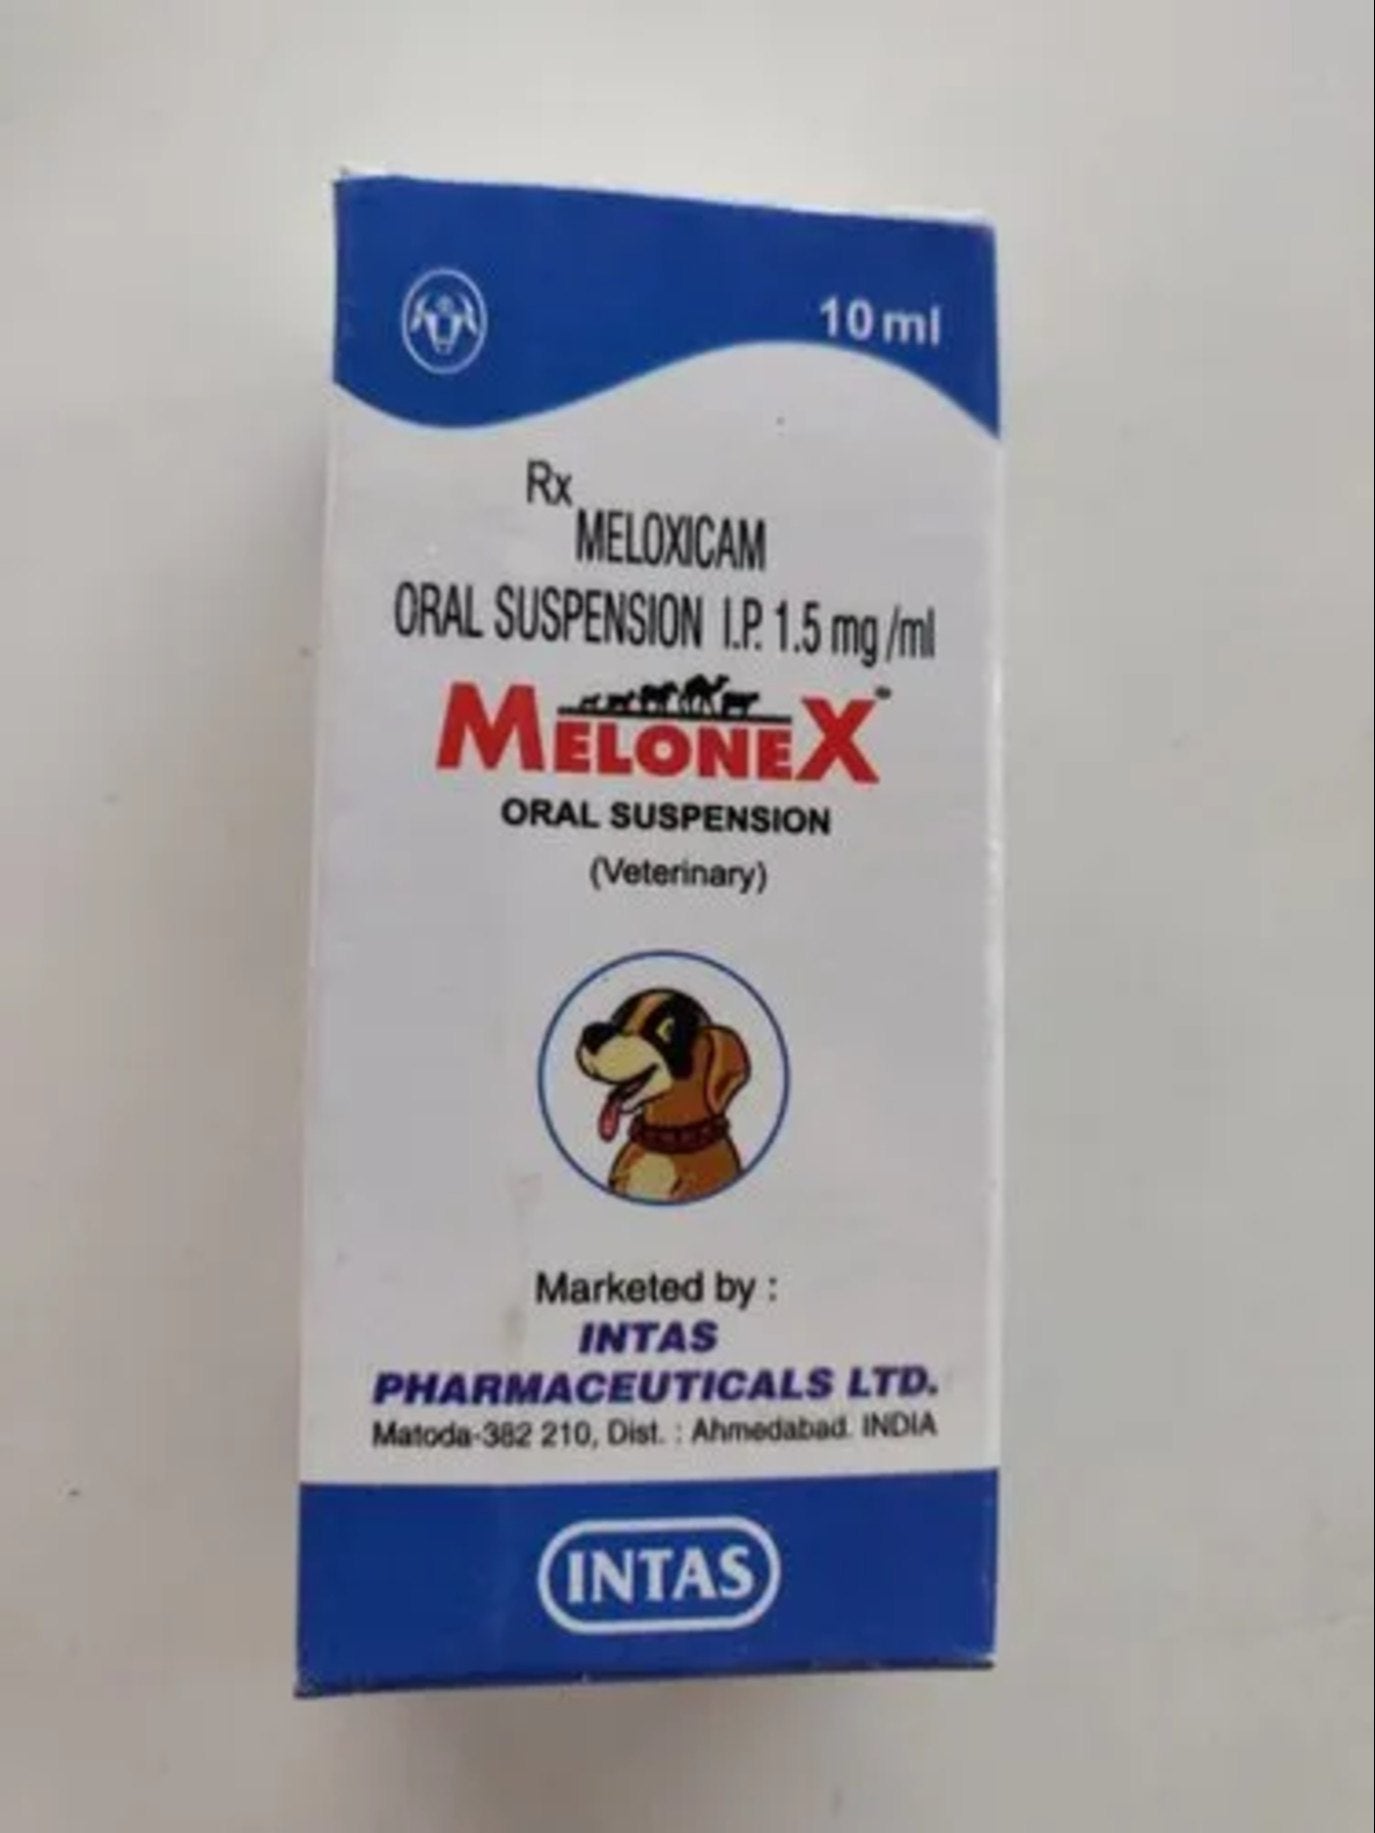 10 ml
Rx
MELOXICAM
ORAL SUSPENSION I.P. 1.5 mg /ml
MELONEX
ORAL SUSPENSION
(Veterinary)
Marketed by :
INTAS
PHARMACEUTICALS LTD.
Matoda-382 210, Dist. : Ahmedabad. INDIA
INTAS